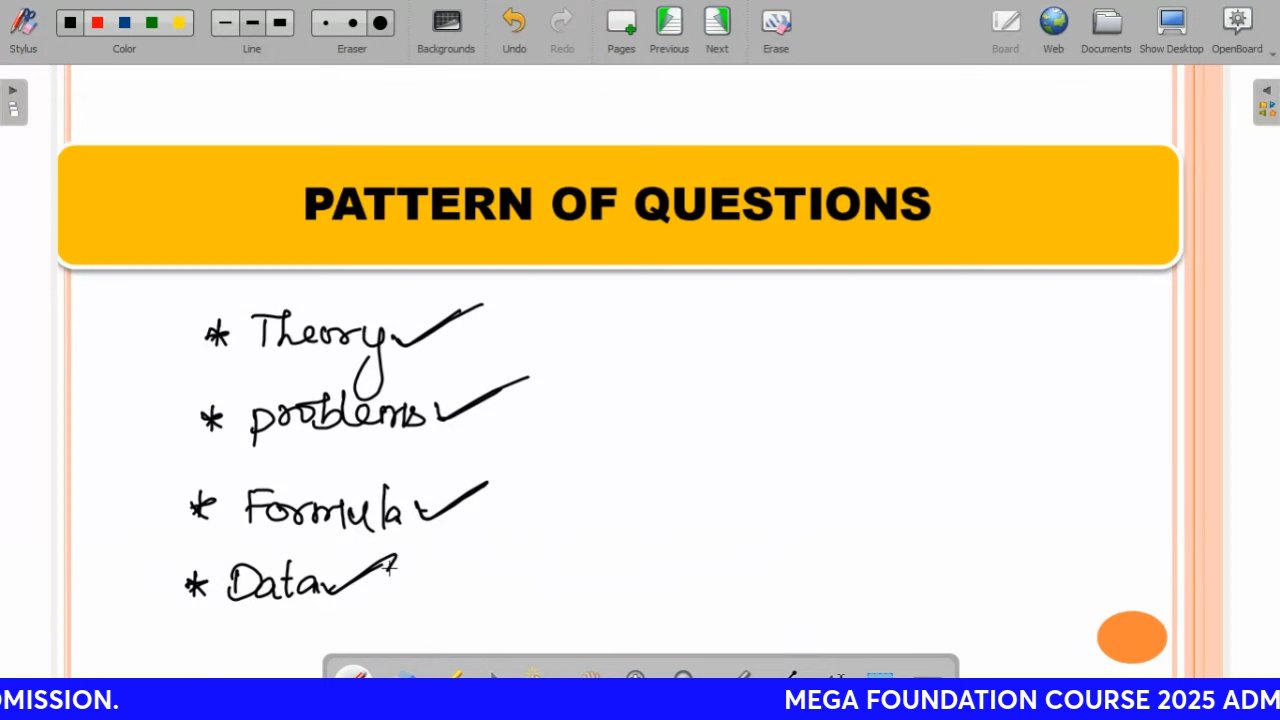 Stylus Color Line Eraser Backgrounds Undo Redo Pages Previous Next Erase Board Web Documents Show Desktop OpenBoard
PATTERN OF QUESTIONS
* Theory ✓
* problems ✓
* Formula ✓
* Data ✓
DMISSION. MEGA FOUNDATION COURSE 2025 ADM